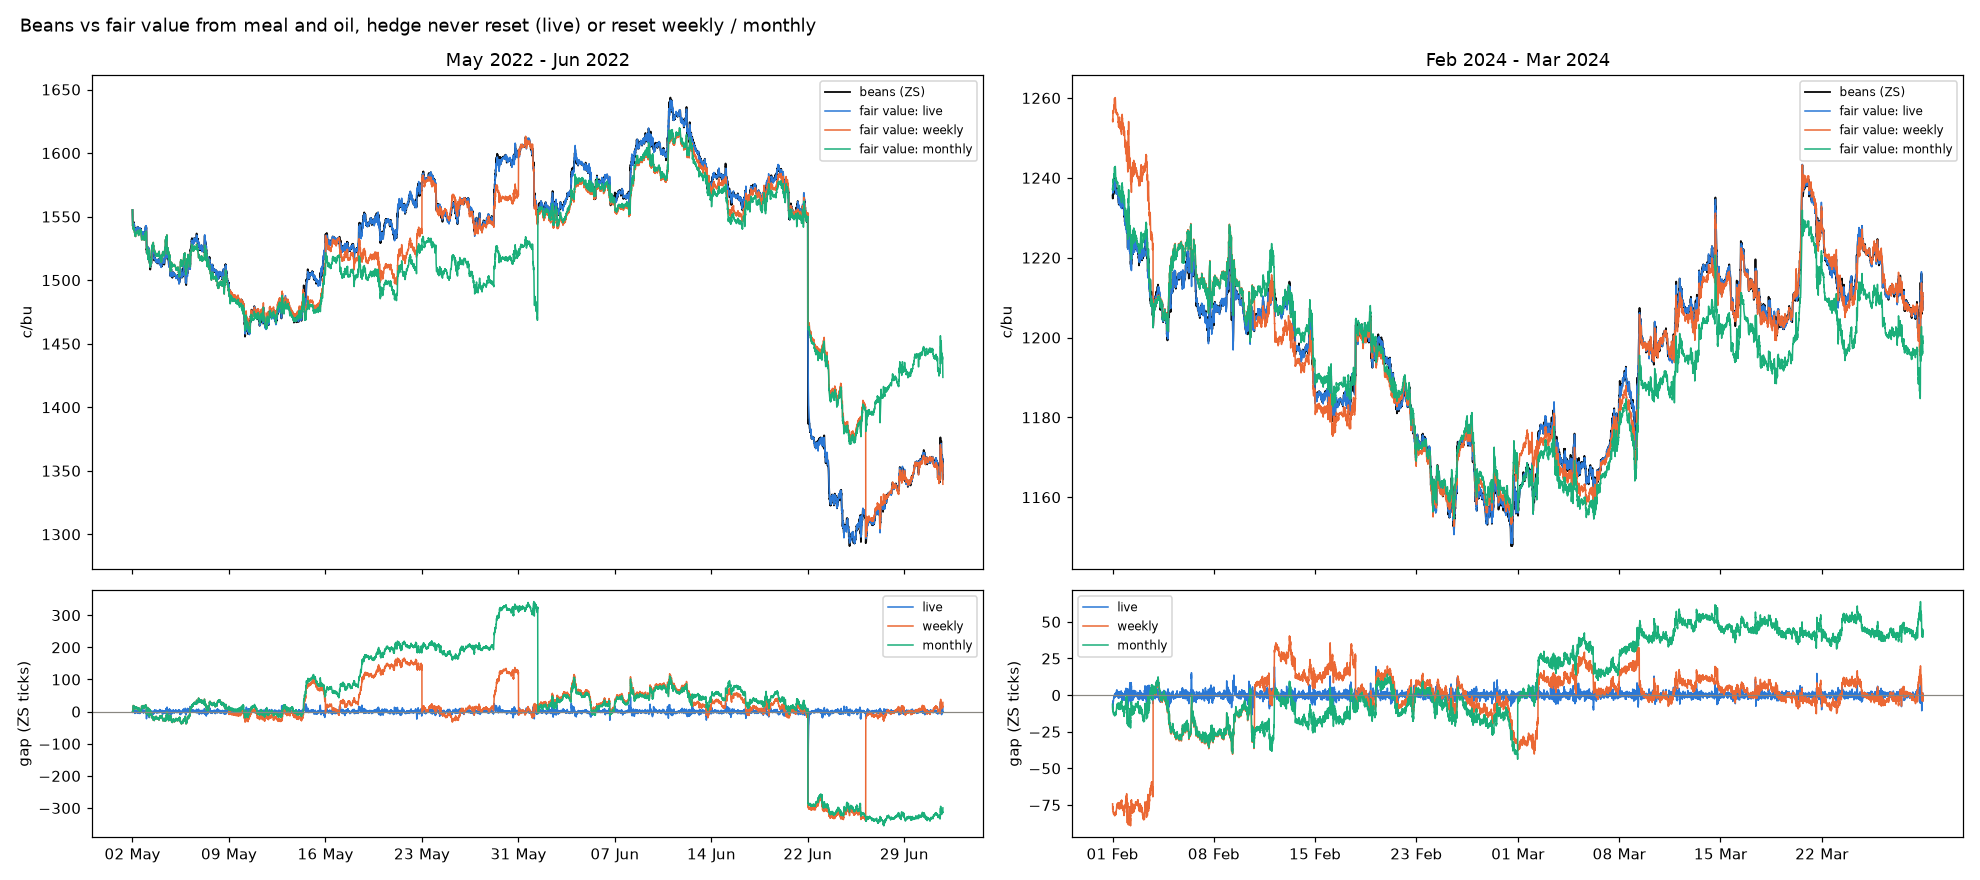 Beans vs fair value from meal and oil, hedge never reset (live) or reset weekly / monthly
May 2022 - Jun 2022
c/bu
1650
1600
1550
1500
1450
1400
1350
1300
beans (ZS)
fair value: live
fair value: weekly
fair value: monthly
Feb 2024 - Mar 2024
c/bu
1260
1240
1220
1200
1180
1160
beans (ZS)
fair value: live
fair value: weekly
fair value: monthly
gap (ZS ticks)
300
200
100
0
−100
−200
−300
live
weekly
monthly
02 May 09 May 16 May 23 May 31 May 07 Jun 14 Jun 22 Jun 29 Jun
gap (ZS ticks)
50
25
0
−25
−50
−75
live
weekly
monthly
01 Feb 08 Feb 15 Feb 23 Feb 01 Mar 08 Mar 15 Mar 22 Mar